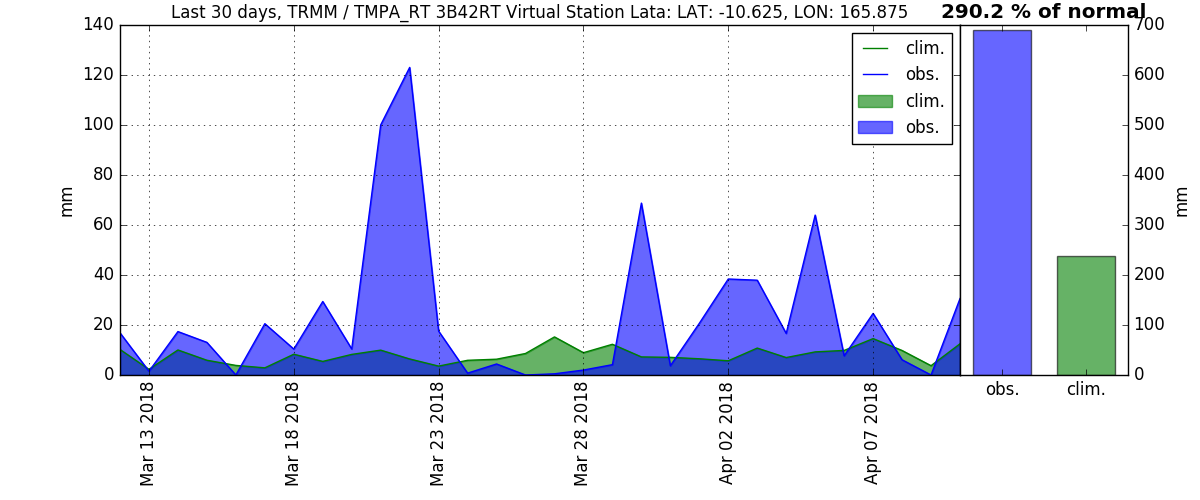 Last 30 days, TRMM / TMPA_RT 3B42RT Virtual Station Lata: LAT: -10.625, LON: 165.875
290.2 % of normal
140
120
100
80
60
40
20
0
mm
clim.
obs.
clim.
obs.
700
600
500
400
300
200
100
0
mm
obs.
clim.
Mar 13 2018
Mar 18 2018
Mar 23 2018
Mar 28 2018
Apr 02 2018
Apr 07 2018